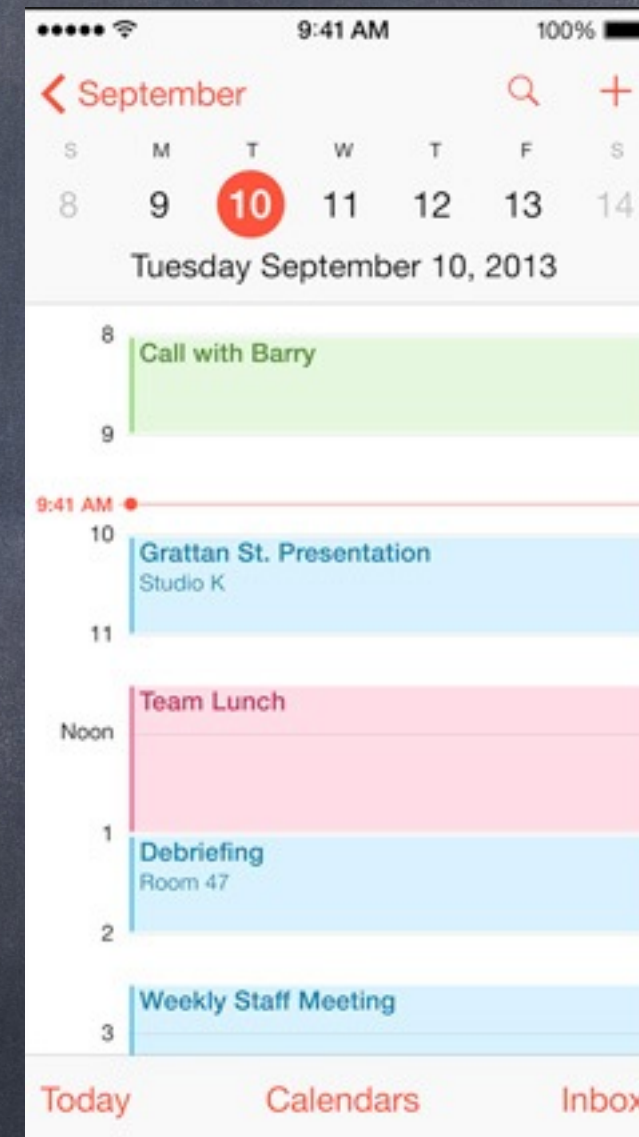 9:41 AM 100%
September
S M T W T F S
8 9 10 11 12 13 14
Tuesday September 10, 2013
8
Call with Barry
9
9:41 AM
10
Grattan St. Presentation
Studio K
11
Team Lunch
Noon
1
Debriefing
Room 47
2
Weekly Staff Meeting
3
Today Calendars Inbox